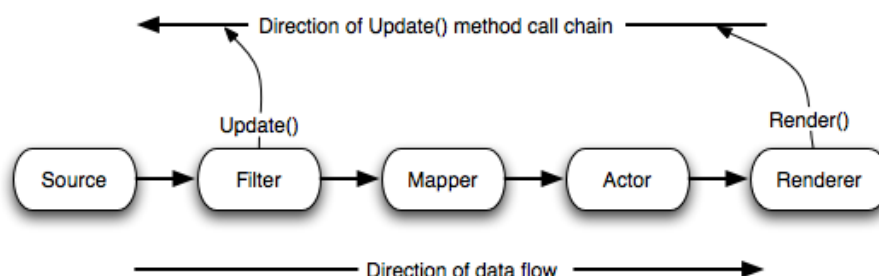 Direction of Update() method call chain
Update()
Render()
Source
Filter
Mapper
Actor
Renderer
Direction of data flow